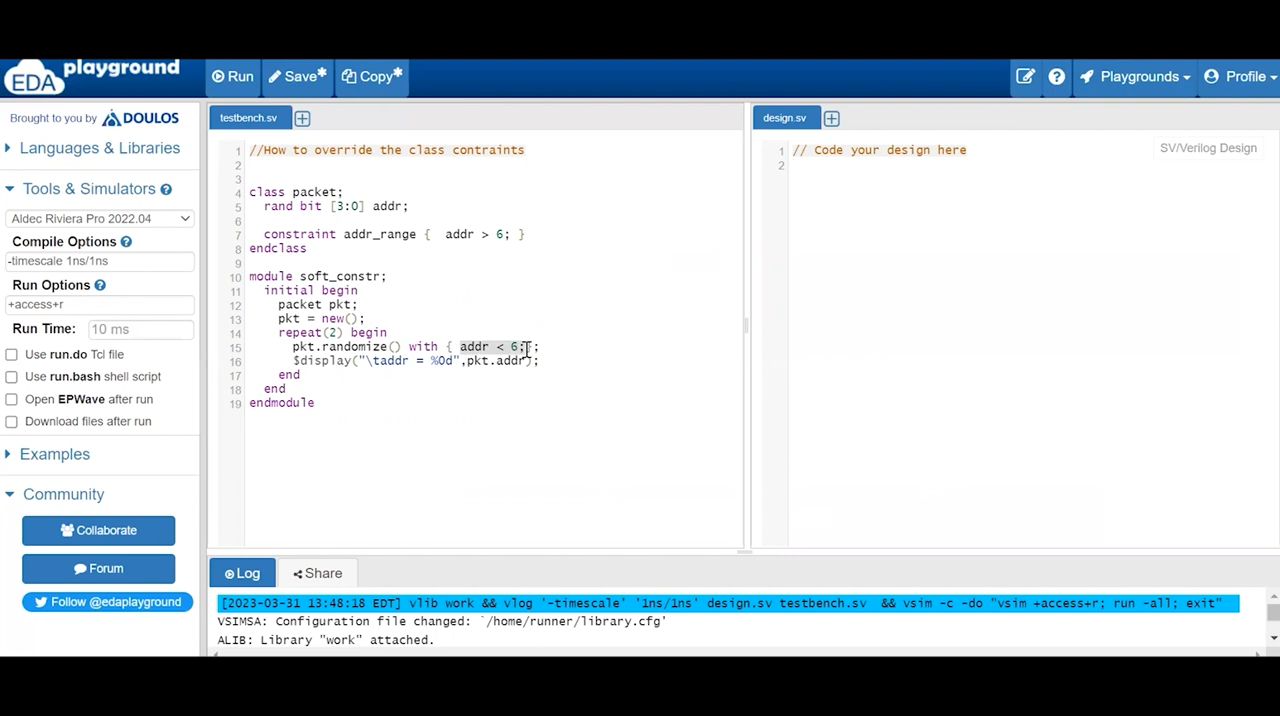 EDA playground
Run Save* Copy* Playgrounds Profile
Brought to you by DOULOS
Languages & Libraries
Tools & Simulators
Aldec Riviera Pro 2022.04
Compile Options
-timescale 1ns/1ns
Run Options
+access+r
Run Time: 10 ms
Use run.do Tcl file
Use run.bash shell script
Open EPWave after run
Download files after run
Examples
Community
Collaborate
Forum
Follow @edaplayground
testbench.sv
1 //How to override the class contraints
2
3
4 class packet;
5 rand bit [3:0] addr;
6
7 constraint addr_range { addr > 6; }
8 endclass
9
10 module soft_constr;
11 initial begin
12 packet pkt;
13 pkt = new();
14 repeat(2) begin
15 pkt.randomize() with { addr < 6;};
16 $display("\taddr = %0d",pkt.addr);
17 end
18 end
19 endmodule
design.sv
1 // Code your design here
2
SV/Verilog Design
Log Share
[2023-03-31 13:48:18 EDT] vlib work && vlog '-timescale' '1ns/1ns' design.sv testbench.sv && vsim -c -do "vsim +access+r; run -all; exit"
VSIMSA: Configuration file changed: `/home/runner/library.cfg'
ALIB: Library "work" attached.